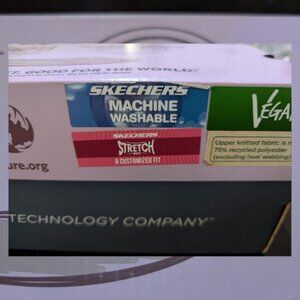 GOOD FOR THE WORLD.
SKECHERS
MACHINE
WASHABLE
SKECHERS
STRETCH
A CUSTOMIZED FIT
Upper knitted fabric is
75% recycled polyester
(excluding heel webbing)
ure.org
TECHNOLOGY COMPANY